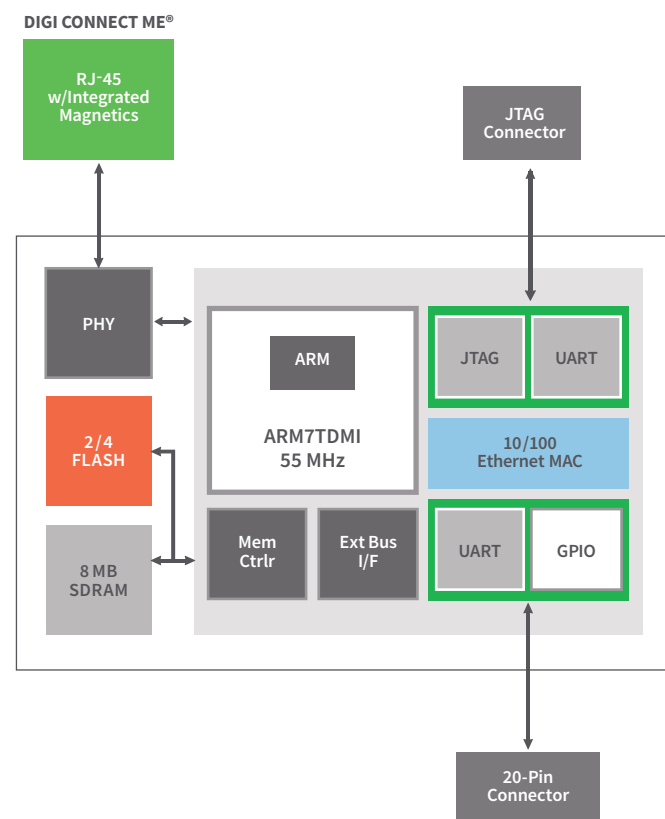 DIGI CONNECT ME®
RJ-45
w/Integrated
Magnetics
JTAG
Connector
PHY
ARM
ARM7TDMI
55 MHz
JTAG
UART
2/4
FLASH
10/100
Ethernet MAC
8 MB
SDRAM
Mem
Ctrlr
Ext Bus
I/F
UART
GPIO
20-Pin
Connector